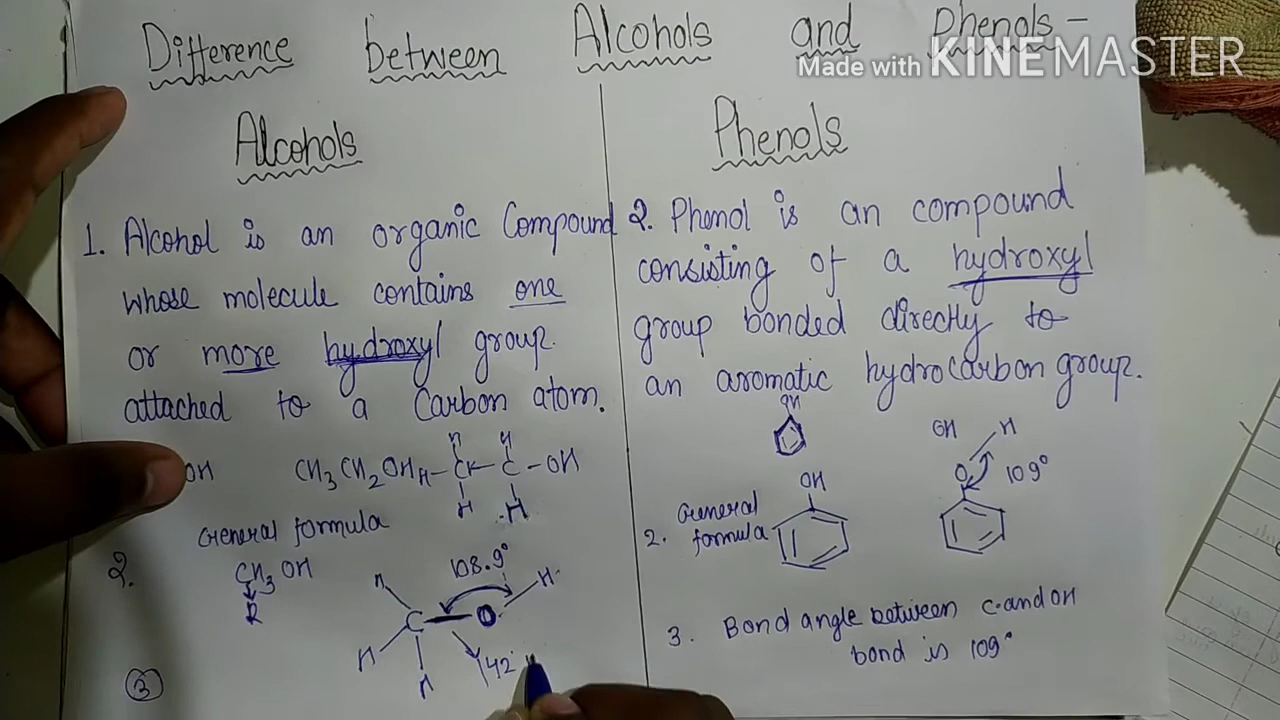 Difference between Alcohols and Phenols-
Made with KINEMASTER
Alcohols
1. Alcohol is an organic Compound
whose molecule contains one
or more hydroxyl group.
attached to a Carbon atom.
OH CH3 CH2 OH H-C-C-OH
H H
H H
General formula
2.
CH3 OH
R
108.9°
H C O H
H H
142
3
Phenols
2. Phenol is an compound
consisting of a hydroxyl
group bonded directly to
an aromatic hydrocarbon group.
OH
OH H
O 109°
2. General formula OH
3. Bond angle between C-and OH
bond is 109°